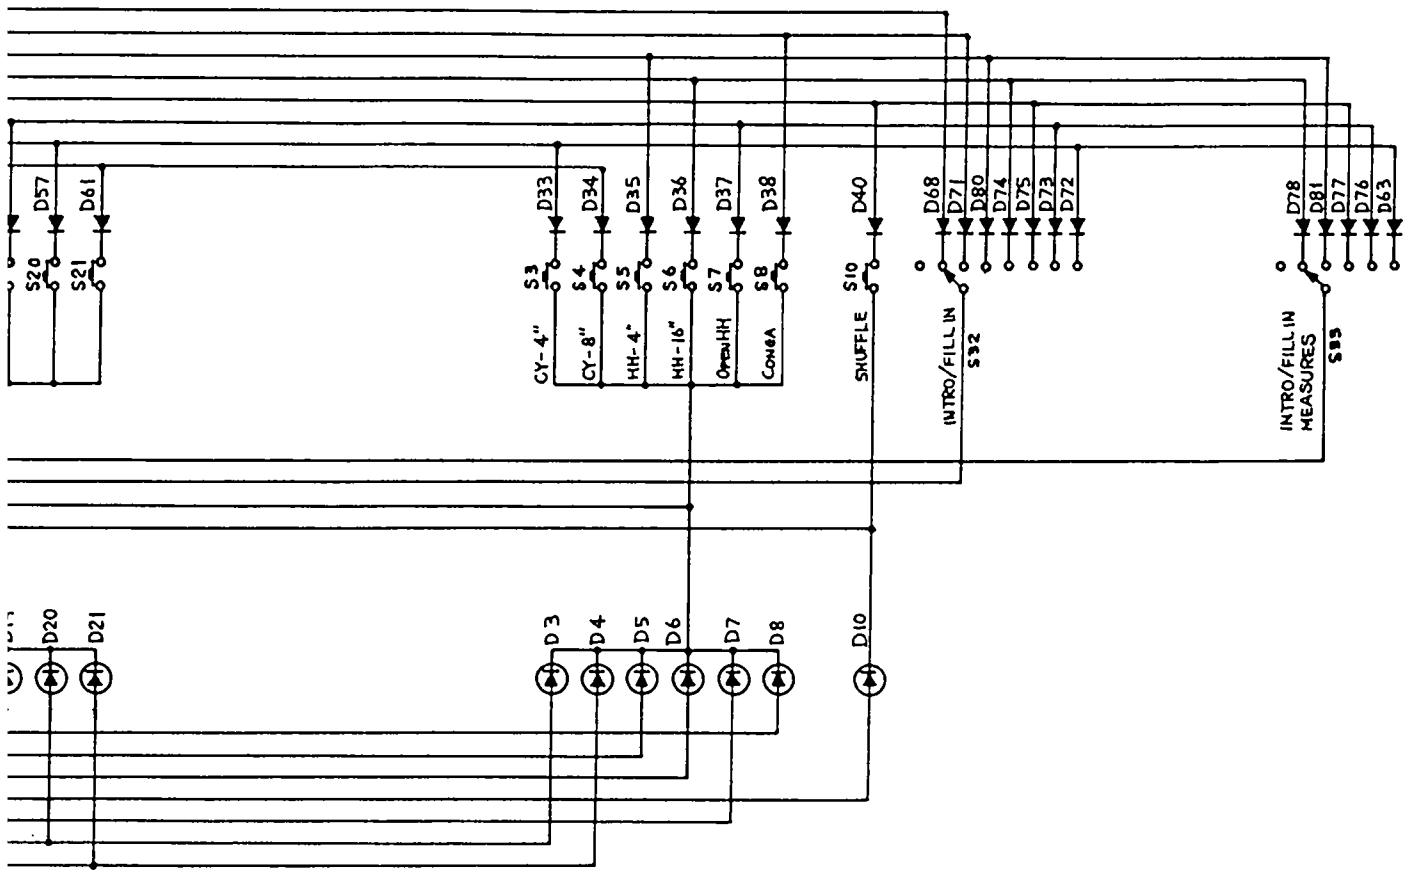 D57
D61
D33
D34
D35
D36
D37
D38
D40
D68
D71
D80
D74
D75
D73
D72
D78
D81
D77
D76
D63
S20
S21
S3
S4
S5
S6
S7
S8
S10
CY-4"
CY-8"
HH-4"
HH-16"
OPENHH
CONGA
SHUFFLE
INTRO/FILL IN
S32
INTRO/FILL IN
MEASURES
S33
D20
D21
D3
D4
D5
D6
D7
D8
D10